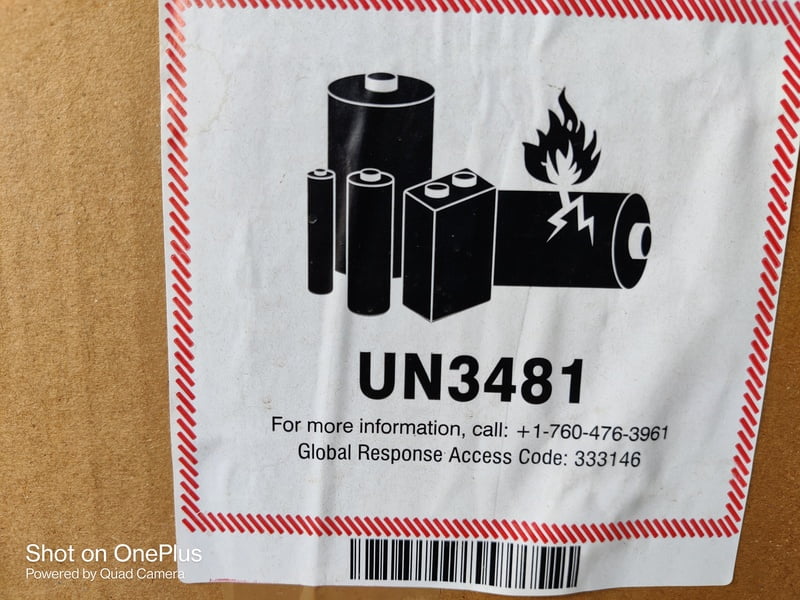 UN3481
For more information, call: +1-760-476-3961
Global Response Access Code: 333146
Shot on OnePlus
Powered by Quad Camera